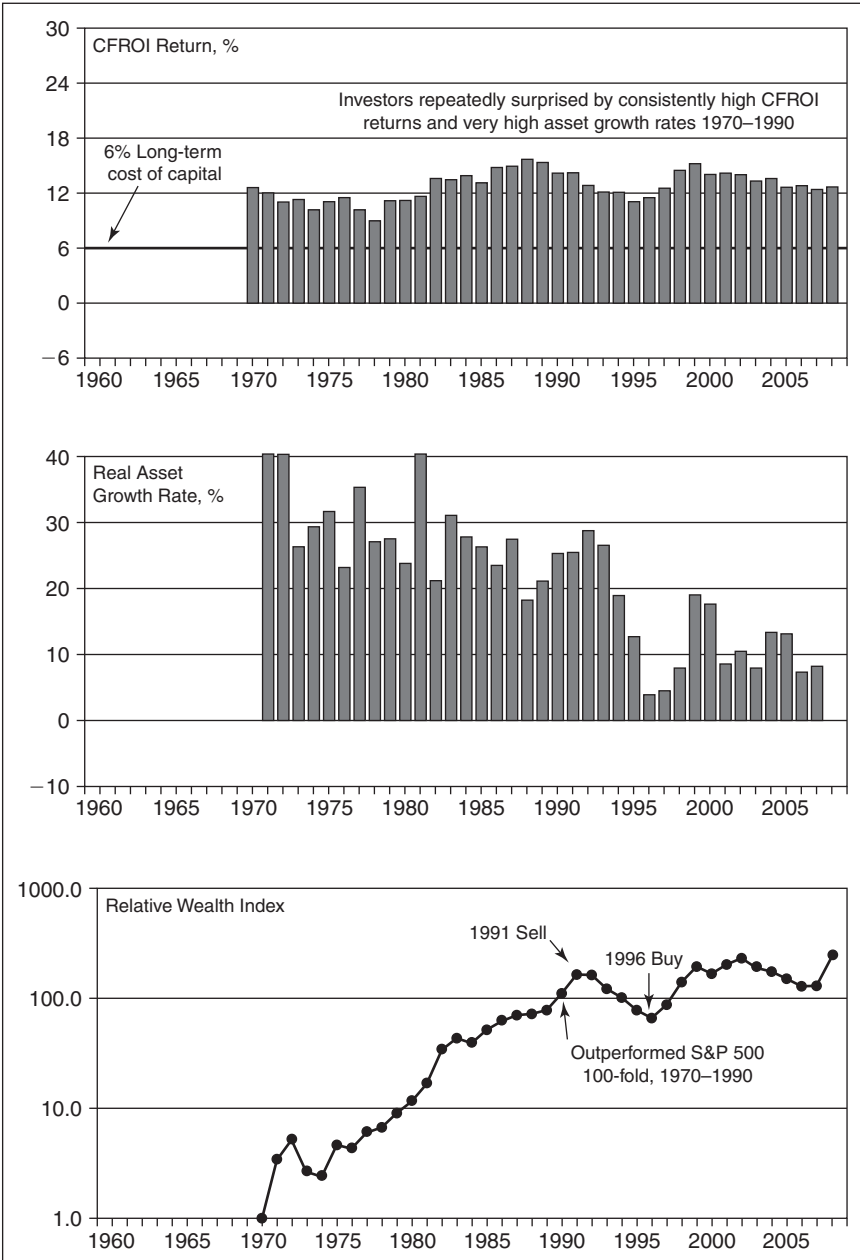 CFROI Return, %
Investors repeatedly surprised by consistently high CFROI
returns and very high asset growth rates 1970–1990
6% Long-term
cost of capital
30
24
18
12
6
0
−6
1960 1965 1970 1975 1980 1985 1990 1995 2000 2005
Real Asset
Growth Rate, %
40
30
20
10
0
−10
1960 1965 1970 1975 1980 1985 1990 1995 2000 2005
Relative Wealth Index
1991 Sell
1996 Buy
Outperformed S&P 500
100-fold, 1970–1990
1000.0
100.0
10.0
1.0
1960 1965 1970 1975 1980 1985 1990 1995 2000 2005